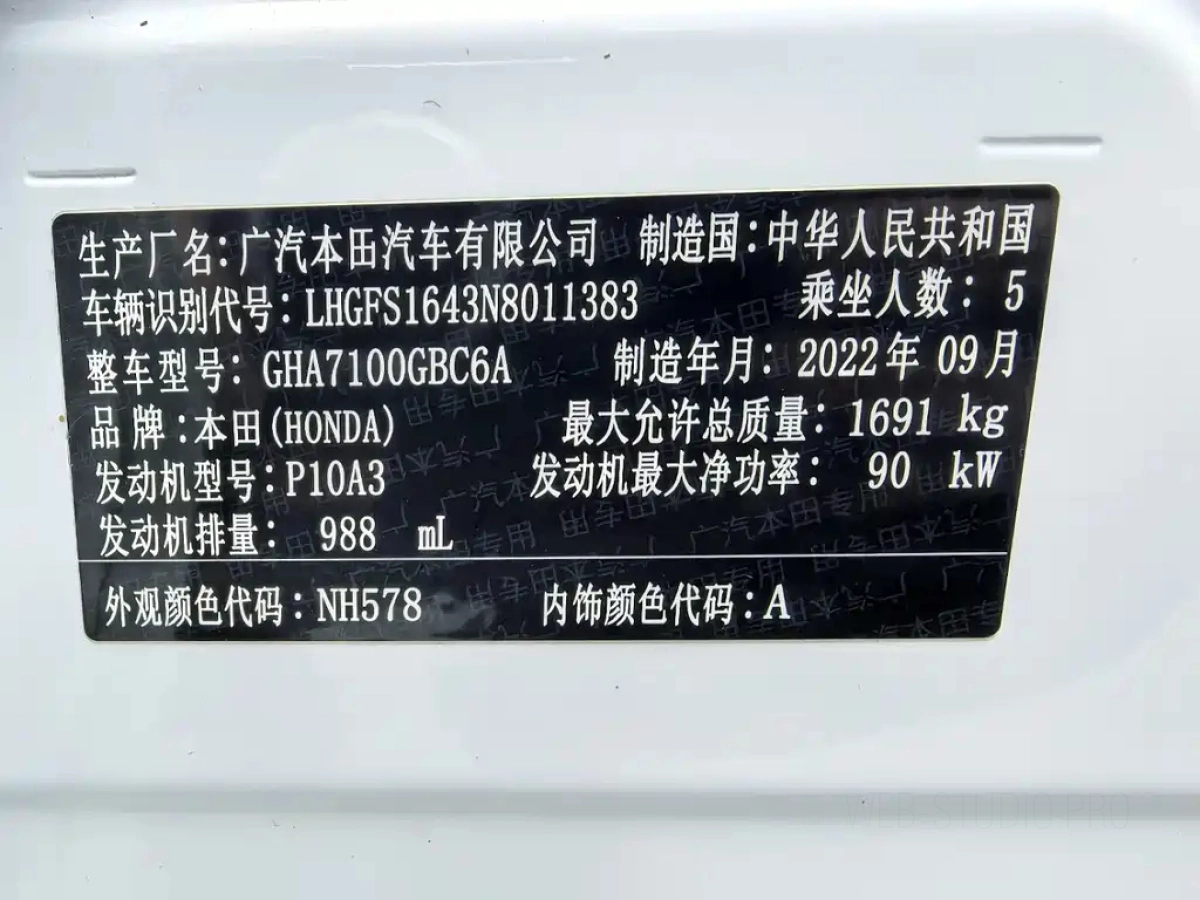 生产厂名:广汽本田汽车有限公司 制造国:中华人民共和国
车辆识别代号:LHGFS1643N8011383 乘坐人数: 5
整车型号: GHA7100GBC6A 制造年月: 2022年 09月
品 牌 :本田(HONDA) 最大允许总质量: 1691 kg
发动机型号:P10A3 发动机最大净功率: 90 kW
发动机排量: 988 mL
外观颜色代码:NH578 内饰颜色代码:A
WEB STUDIO PRO